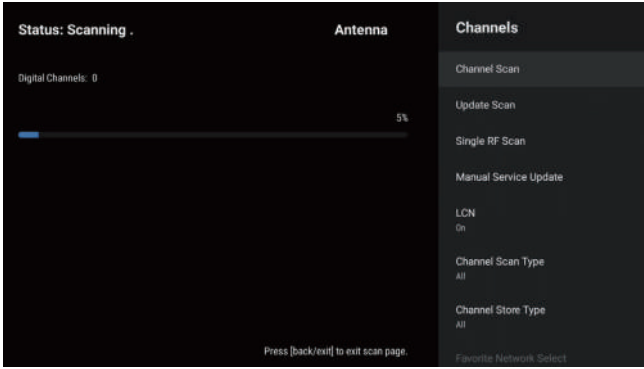 Status: Scanning .
Antenna
Digital Channels: 0
5%
Press [back/exit] to exit scan page.
Channels
Channel Scan
Update Scan
Single RF Scan
Manual Service Update
LCN
On
Channel Scan Type
All
Channel Store Type
All
Favorite Network Select